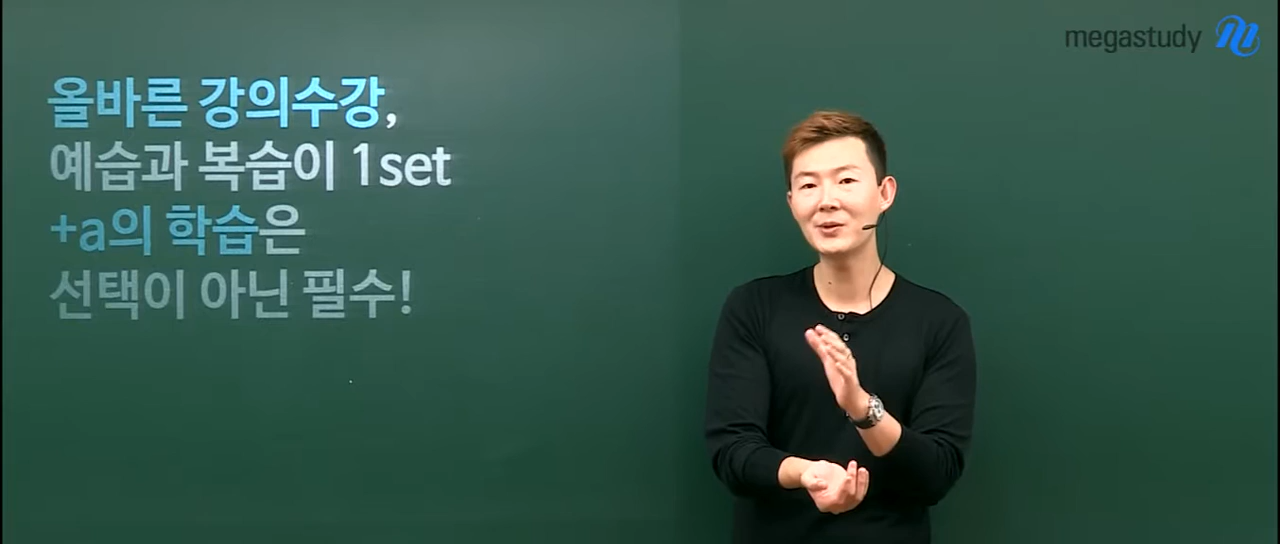 megastudy
올바른 강의수강,
예습과 복습이 1set
+a의 학습은
선택이 아닌 필수!